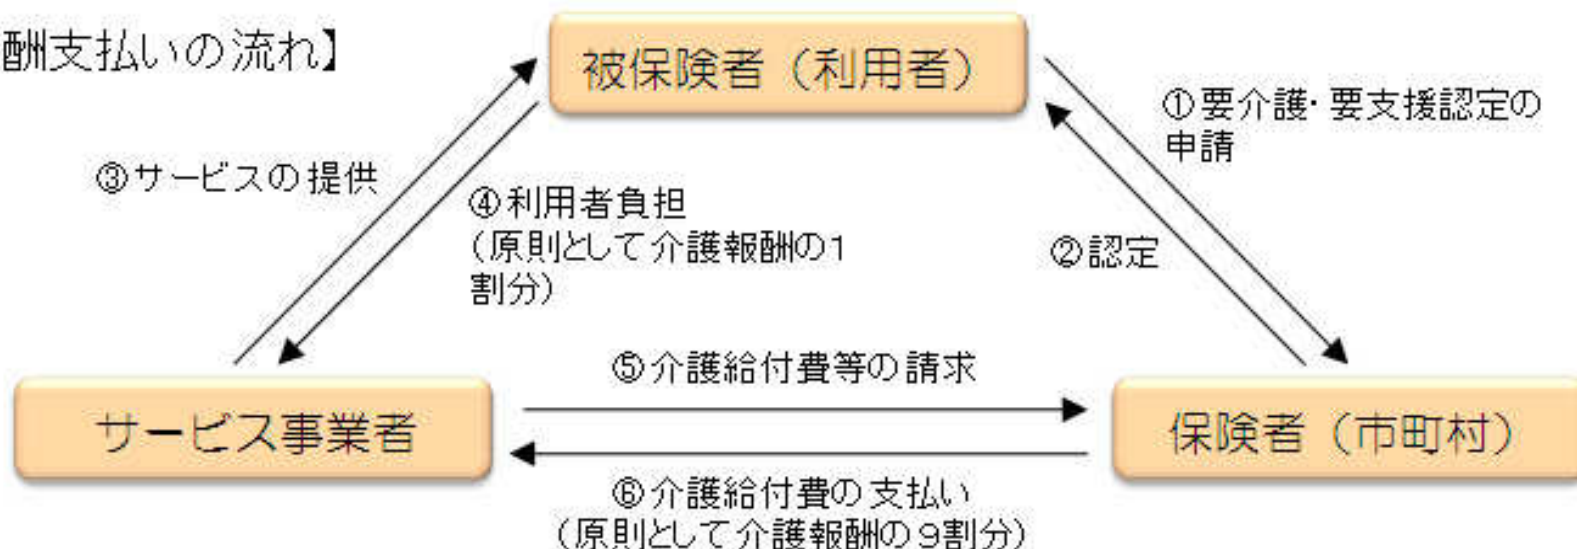 酬支払いの流れ】
被保険者（利用者）
①要介護・要支援認定の
申請
③サービスの提供
④利用者負担
（原則として介護報酬の1
割分）
②認定
⑤介護給付費等の請求
サービス事業者
保険者（市町村）
⑥介護給付費の支払い
（原則として介護報酬の9割分）